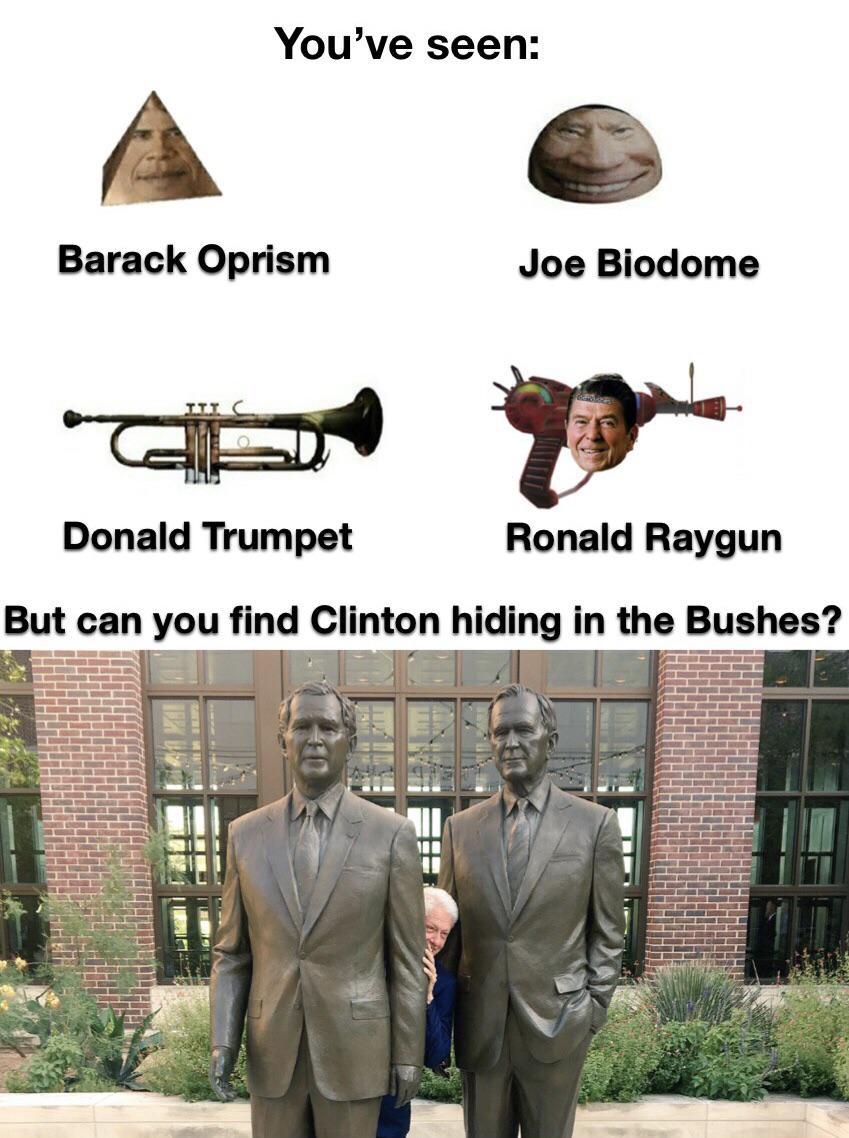 You’ve seen:
Barack Oprism
Joe Biodome
Donald Trumpet
Ronald Raygun
But can you find Clinton hiding in the Bushes?